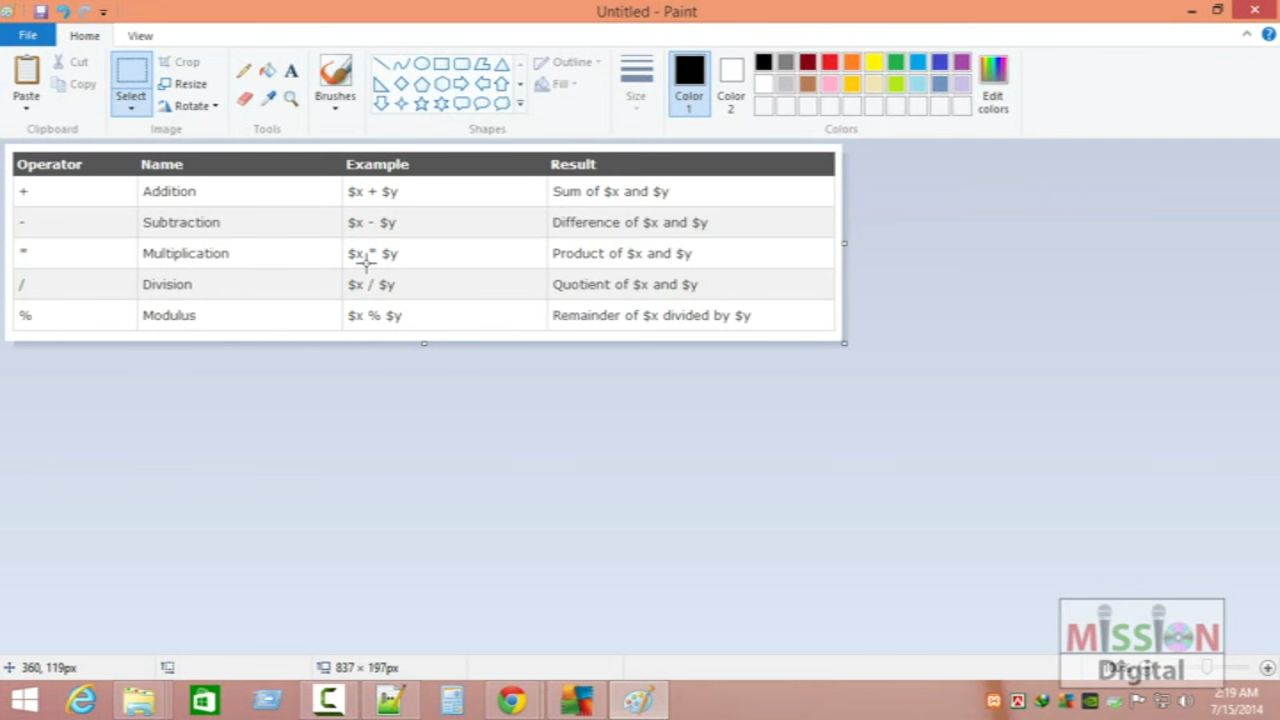 Untitled - Paint
File Home View
Paste
Cut
Copy
Clipboard
Select
Crop
Resize
Rotate
Image
A
Tools
Brushes
Shapes
Outline
Fill
Size
Color 1
Color 2
Edit colors
Colors
Operator Name Example Result
+ Addition $x + $y Sum of $x and $y
- Subtraction $x - $y Difference of $x and $y
* Multiplication $x * $y Product of $x and $y
/ Division $x / $y Quotient of $x and $y
% Modulus $x % $y Remainder of $x divided by $y
MISSION
Digital
360, 119px 837 × 197px
2:19 AM
7/15/2014